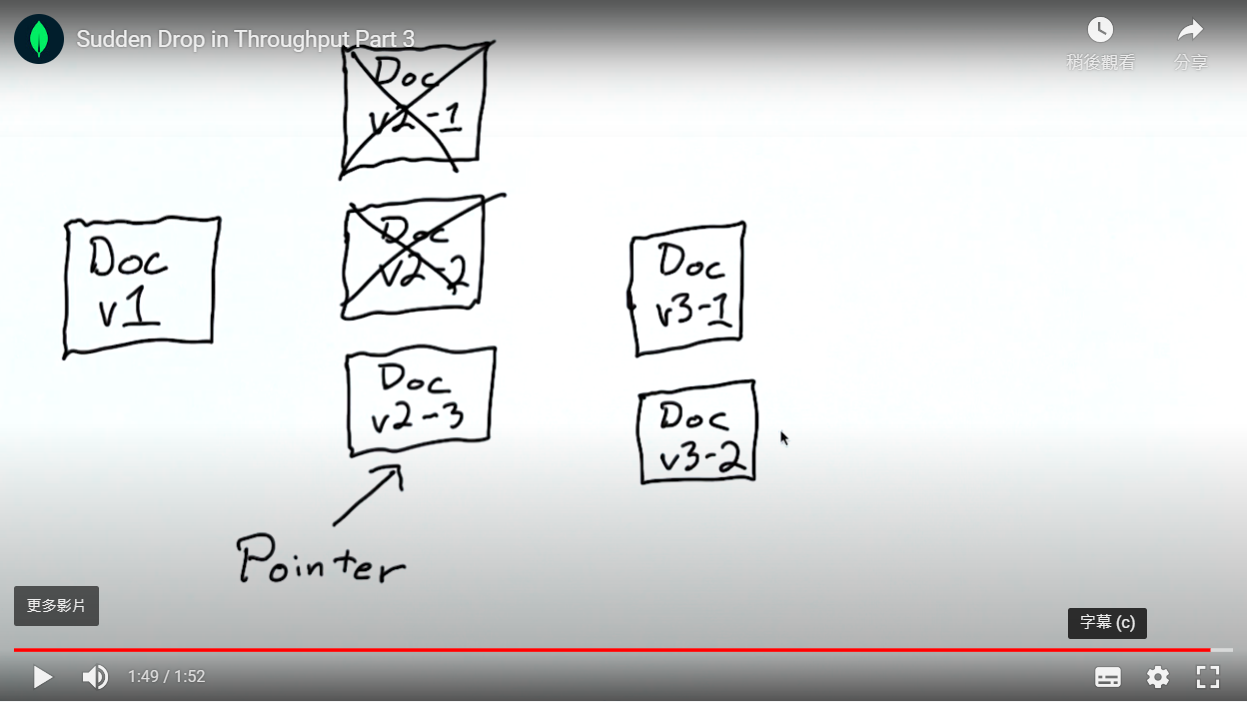 Sudden Drop in Throughput Part 3
稍後觀看
分享
Doc
v2-1
Doc
v1
Doc
v2-2
Doc
v2-3
Pointer
Doc
v3-1
Doc
v3-2
更多影片
字幕 (c)
1:49 / 1:52